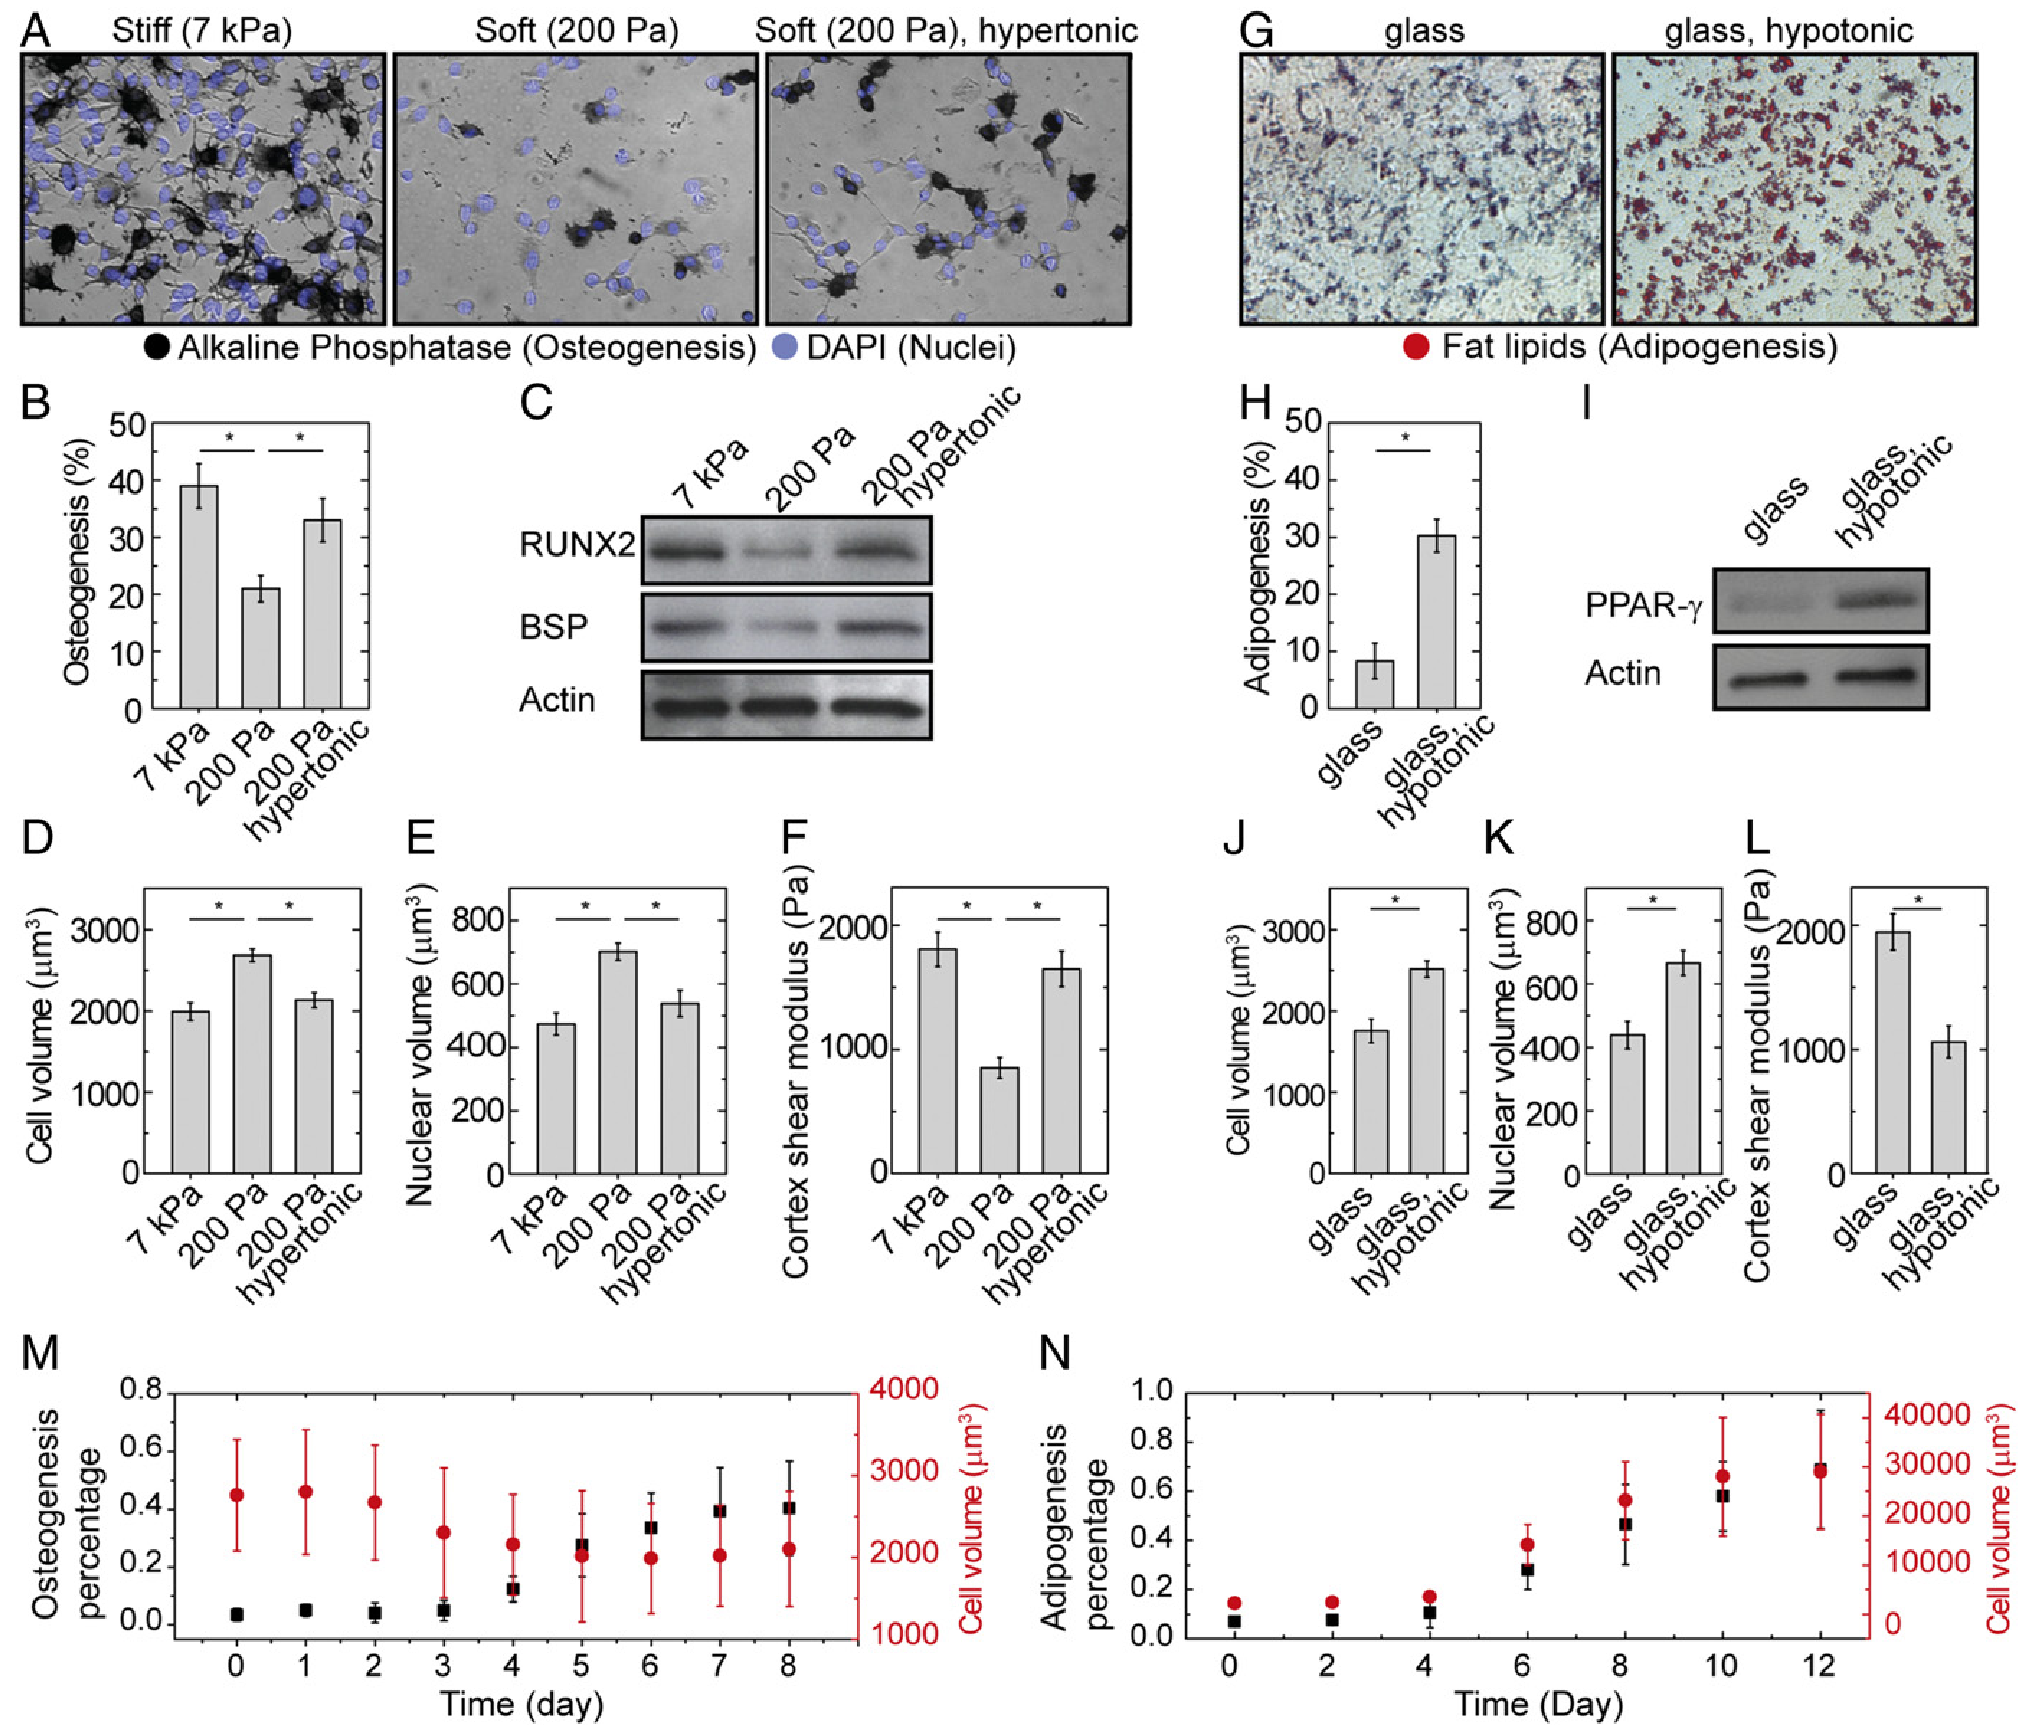 A
Stiff (7 kPa)
Soft (200 Pa)
Soft (200 Pa), hypertonic
Alkaline Phosphatase (Osteogenesis)
DAPI (Nuclei)
G
glass
glass, hypotonic
Fat lipids (Adipogenesis)
B
Osteogenesis (%)
50
40
30
20
10
0
*
*
7 kPa
200 Pa
200 Pa
hypertonic
C
7 kPa
200 Pa
200 Pa
hypertonic
RUNX2
BSP
Actin
H
Adipogenesis (%)
50
40
30
20
10
0
*
glass
glass,
hypotonic
I
glass
glass,
hypotonic
PPAR-γ
Actin
D
Cell volume (μm³)
3000
2000
1000
0
*
*
7 kPa
200 Pa
200 Pa
hypertonic
E
Nuclear volume (μm³)
800
600
400
200
0
*
*
7 kPa
200 Pa
200 Pa
hypertonic
F
Cortex shear modulus (Pa)
2000
1000
0
*
*
7 kPa
200 Pa
200 Pa
hypertonic
J
Cell volume (μm³)
3000
2000
1000
0
*
glass
glass,
hypotonic
K
Nuclear volume (μm³)
800
600
400
200
0
*
glass
glass,
hypotonic
L
Cortex shear modulus (Pa)
2000
1000
0
*
glass
glass,
hypotonic
M
Osteogenesis
percentage
0.8
0.6
0.4
0.2
0.0
4000
3000
2000
1000
Cell volume (μm³)
0 1 2 3 4 5 6 7 8
Time (day)
N
Adipogenesis
percentage
1.0
0.8
0.6
0.4
0.2
0.0
40000
30000
20000
10000
0
Cell volume (μm³)
0 2 4 6 8 10 12
Time (Day)